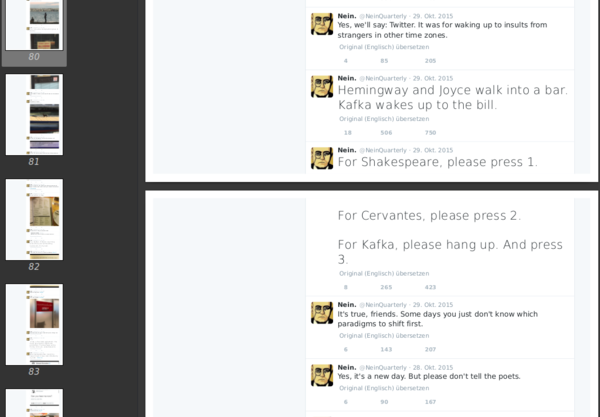 Nein. @NeinQuarterly · 29. Okt. 2015
Yes, we'll say: Twitter. It was for waking up to insults from
strangers in other time zones.
Original (Englisch) übersetzen
4 85 205
Nein. @NeinQuarterly · 29. Okt. 2015
Hemingway and Joyce walk into a bar.
Kafka wakes up to the bill.
Original (Englisch) übersetzen
18 506 750
Nein. @NeinQuarterly · 29. Okt. 2015
For Shakespeare, please press 1.
For Cervantes, please press 2.
For Kafka, please hang up. And press
3.
Original (Englisch) übersetzen
8 265 423
Nein. @NeinQuarterly · 29. Okt. 2015
It's true, friends. Some days you just don't know which
paradigms to shift first.
Original (Englisch) übersetzen
6 143 207
Nein. @NeinQuarterly · 28. Okt. 2015
Yes, it's a new day. But please don't tell the poets.
Original (Englisch) übersetzen
6 90 167
80
81
82
83